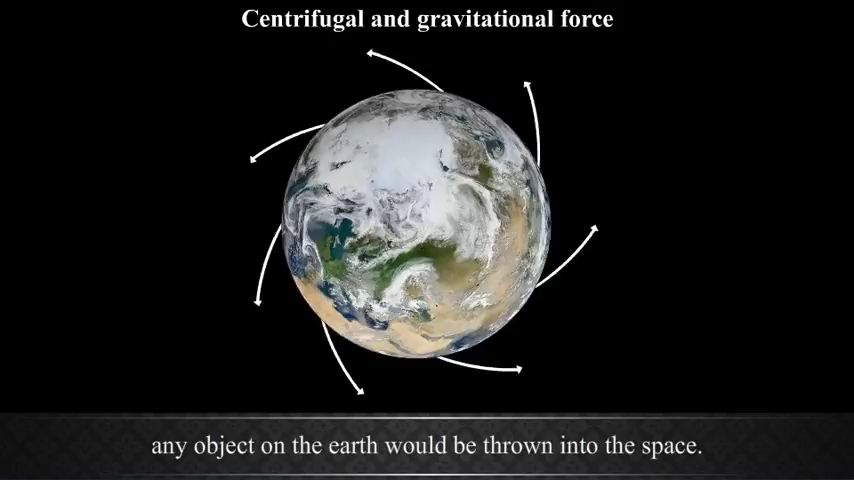 Centrifugal and gravitational force
any object on the earth would be thrown into the space.